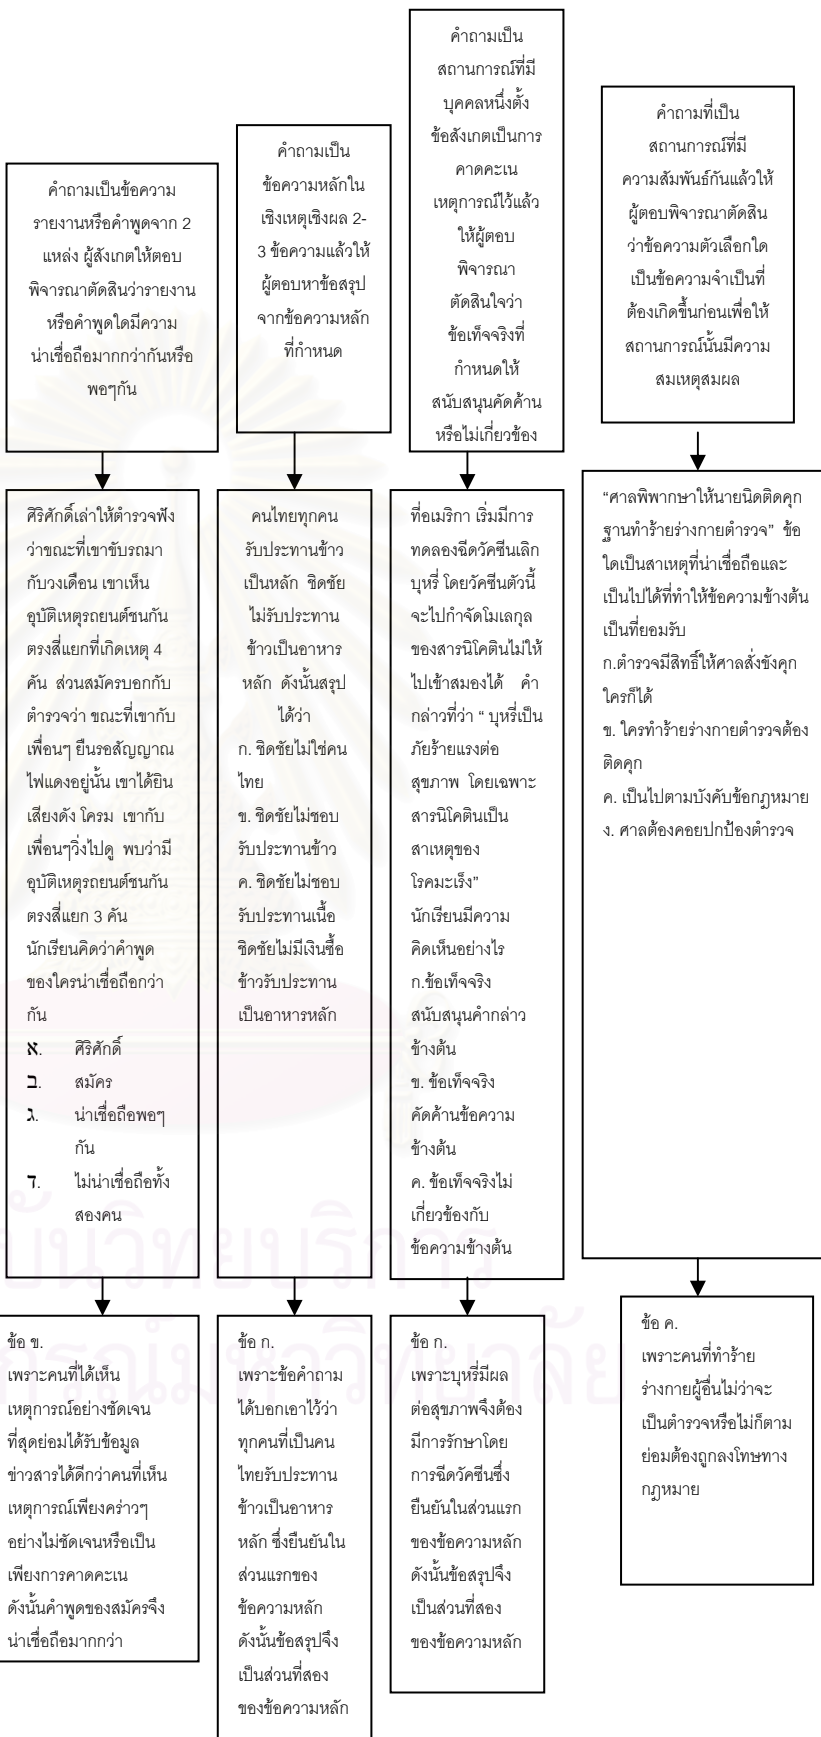 คำถามเป็นข้อความ
รายงานหรือคำพูดจาก 2
แหล่ง ผู้สังเกตให้ตอบ
พิจารณาตัดสินว่ารายงาน
หรือคำพูดใดมีความ
น่าเชื่อถือมากกว่ากันหรือ
พอๆกัน
คำถามเป็น
ข้อความหลักใน
เชิงเหตุเชิงผล 2-
3 ข้อความแล้วให้
ผู้ตอบหาข้อสรุป
จากข้อความหลัก
ที่กำหนด
คำถามเป็น
สถานการณ์ที่มี
บุคคลหนึ่งตั้ง
ข้อสังเกตเป็นการ
คาดคะเน
เหตุการณ์ไว้แล้ว
ให้ผู้ตอบ
พิจารณา
ตัดสินใจว่า
ข้อเท็จจริงที่
กำหนดให้
สนับสนุนคัดค้าน
หรือไม่เกี่ยวข้อง
คำถามที่เป็น
สถานการณ์ที่มี
ความสัมพันธ์กันแล้วให้
ผู้ตอบพิจารณาตัดสิน
ว่าข้อความตัวเลือกใด
เป็นข้อความจำเป็นที่
ต้องเกิดขึ้นก่อนเพื่อให้
สถานการณ์นั้นมีความ
สมเหตุสมผล
ศิริศักดิ์เล่าให้ตำรวจฟัง
ว่าขณะที่เขาขับรถมา
กับวงเดือน เขาเห็น
อุบัติเหตุรถยนต์ชนกัน
ตรงสี่แยกที่เกิดเหตุ 4
คัน ส่วนสมัครบอกกับ
ตำรวจว่า ขณะที่เขากับ
เพื่อนๆ ยืนรอสัญญาณ
ไฟแดงอยู่นั้น เขาได้ยิน
เสียงดัง โครม เขากับ
เพื่อนๆวิ่งไปดู พบว่ามี
อุบัติเหตุรถยนต์ชนกัน
ตรงสี่แยก 3 คัน
นักเรียนคิดว่าคำพูด
ของใครน่าเชื่อถือกว่า
กัน
א. ศิริศักดิ์
ב. สมัคร
ג. น่าเชื่อถือพอๆ
กัน
ד. ไม่น่าเชื่อถือทั้ง
สองคน
คนไทยทุกคน
รับประทานข้าว
เป็นหลัก ชิดชัย
ไม่รับประทาน
ข้าวเป็นอาหาร
หลัก ดังนั้นสรุป
ได้ว่า
ก. ชิดชัยไม่ใช่คน
ไทย
ข. ชิดชัยไม่ชอบ
รับประทานข้าว
ค. ชิดชัยไม่ชอบ
รับประทานเนื้อ
ชิดชัยไม่มีเงินซื้อ
ข้าวรับประทาน
เป็นอาหารหลัก
ที่อเมริกา เริ่มมีการ
ทดลองฉีดวัคซีนเลิก
บุหรี่ โดยวัคซีนตัวนี้
จะไปกำจัดโมเลกุล
ของสารนิโคตินไม่ให้
ไปเข้าสมองได้ คำ
กล่าวที่ว่า “ บุหรี่เป็น
ภัยร้ายแรงต่อ
สุขภาพ โดยเฉพาะ
สารนิโคตินเป็น
สาเหตุของ
โรคมะเร็ง”
นักเรียนมีความ
คิดเห็นอย่างไร
ก.ข้อเท็จจริง
สนับสนุนคำกล่าว
ข้างต้น
ข. ข้อเท็จจริง
คัดค้านข้อความ
ข้างต้น
ค. ข้อเท็จจริงไม่
เกี่ยวข้องกับ
ข้อความข้างต้น
“ศาลพิพากษาให้นายนิดติดคุก
ฐานทำร้ายร่างกายตำรวจ” ข้อ
ใดเป็นสาเหตุที่น่าเชื่อถือและ
เป็นไปได้ที่ทำให้ข้อความข้างต้น
เป็นที่ยอมรับ
ก.ตำรวจมีสิทธิ์ให้ศาลสั่งขังคุก
ใครก็ได้
ข. ใครทำร้ายร่างกายตำรวจต้อง
ติดคุก
ค. เป็นไปตามบังคับข้อกฎหมาย
ง. ศาลต้องคอยปกป้องตำรวจ
ข้อ ข.
เพราะคนที่ได้เห็น
เหตุการณ์อย่างชัดเจน
ที่สุดย่อมได้รับข้อมูล
ข่าวสารได้ดีกว่าคนที่เห็น
เหตุการณ์เพียงคร่าวๆ
อย่างไม่ชัดเจนหรือเป็น
เพียงการคาดคะเน
ดังนั้นคำพูดของสมัครจึง
น่าเชื่อถือมากกว่า
ข้อ ก.
เพราะข้อคำถาม
ได้บอกเอาไว้ว่า
ทุกคนที่เป็นคน
ไทยรับประทาน
ข้าวเป็นอาหาร
หลัก ซึ่งยืนยันใน
ส่วนแรกของ
ข้อความหลัก
ดังนั้นข้อสรุปจึง
เป็นส่วนที่สอง
ของข้อความหลัก
ข้อ ก.
เพราะบุหรี่มีผล
ต่อสุขภาพจึงต้อง
มีการรักษาโดย
การฉีดวัคซีนซึ่ง
ยืนยันในส่วนแรก
ของข้อความหลัก
ดังนั้นข้อสรุปจึง
เป็นส่วนที่สอง
ของข้อความหลัก
ข้อ ค.
เพราะคนที่ทำร้าย
ร่างกายผู้อื่นไม่ว่าจะ
เป็นตำรวจหรือไม่ก็ตาม
ย่อมต้องถูกลงโทษทาง
กฎหมาย